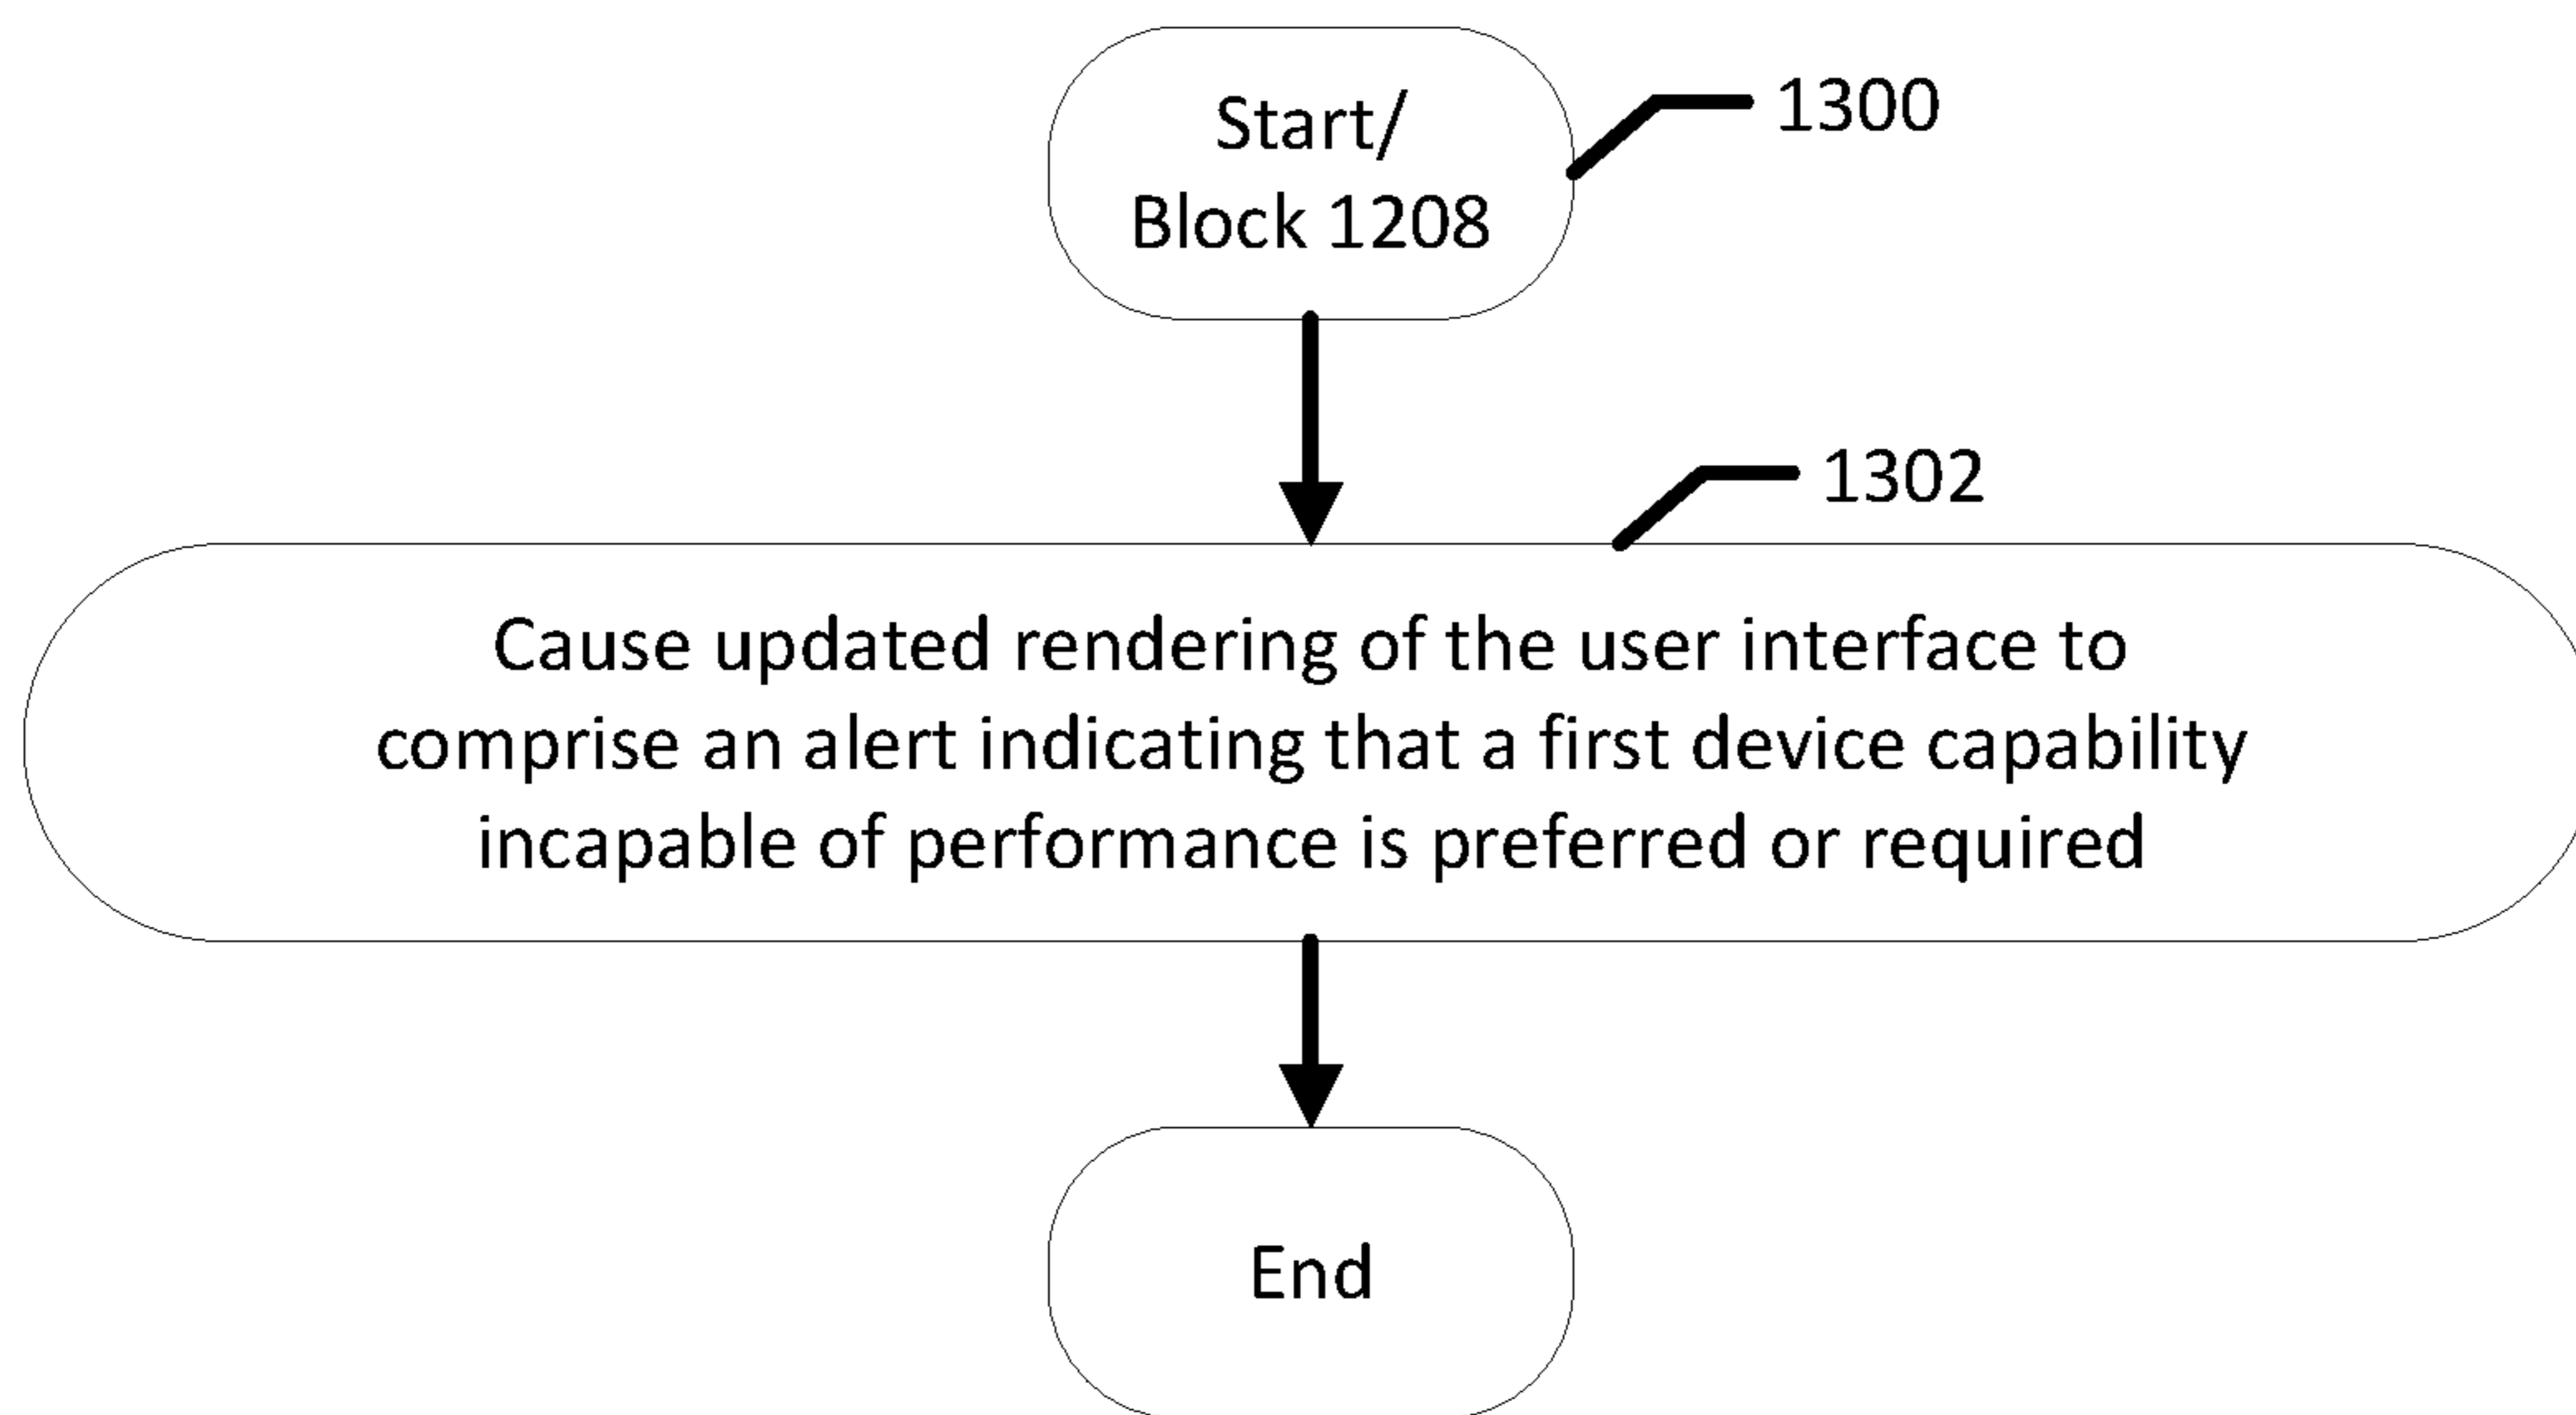 Start/
Block 1208
1300
1302
Cause updated rendering of the user interface to
comprise an alert indicating that a first device capability
incapable of performance is preferred or required
End